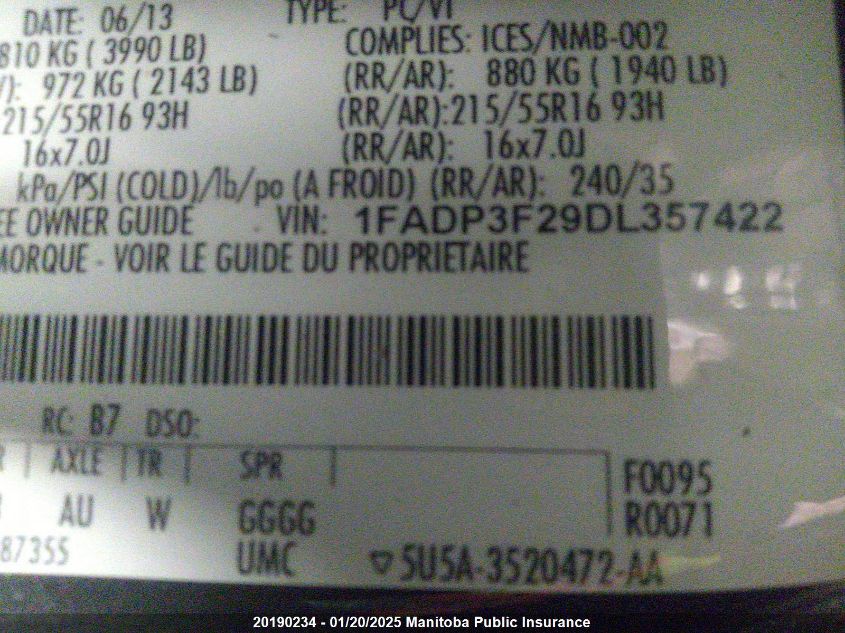 DATE: 06/13 TYPE: PC/VT
810 KG ( 3990 LB) COMPLIES: ICES/NMB-002
972 KG ( 2143 LB) (RR/AR): 880 KG ( 1940 LB)
215/55R16 93H (RR/AR): 215/55R16 93H
16x7.0J (RR/AR): 16x7.0J
kPa/PSI (COLD)/lb/po (A FROID) (RR/AR): 240/35
EE OWNER GUIDE VIN: 1FADP3F29DL357422
MORQUE - VOIR LE GUIDE DU PROPRIETAIRE
RC: B7 DSO:
R | AXLE | TR | SPR
AU W GGGG
87355 UMC
F0095
R0071
5U5A-3520472-AA
20190234 - 01/20/2025 Manitoba Public Insurance